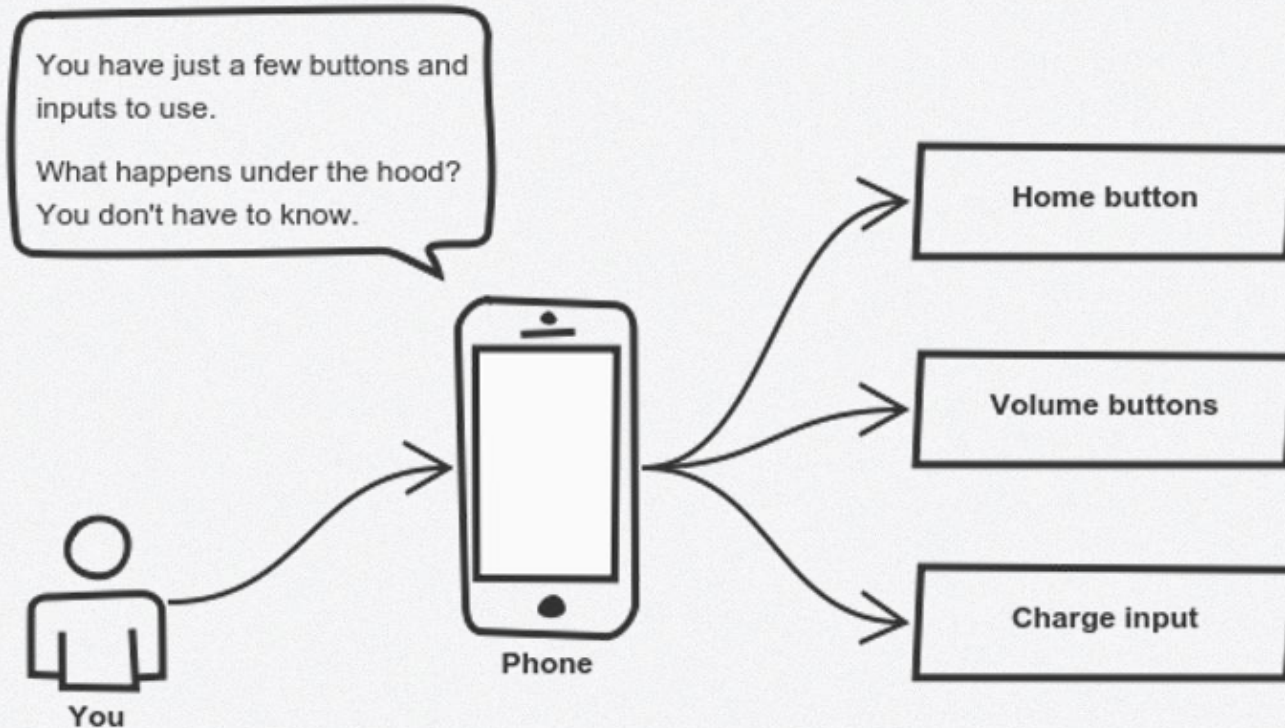 You have just a few buttons and
inputs to use.
What happens under the hood?
You don't have to know.
Home button
Volume buttons
Charge input
Phone
You